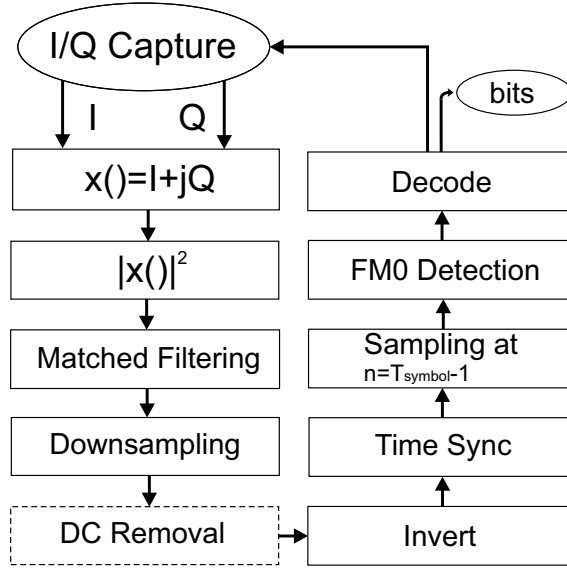 I/Q Capture
I
Q
x()=I+jQ
|x()|²
Matched Filtering
Downsampling
DC Removal
Invert
Time Sync
Sampling at
n=Tsymbol-1
FM0 Detection
Decode
bits